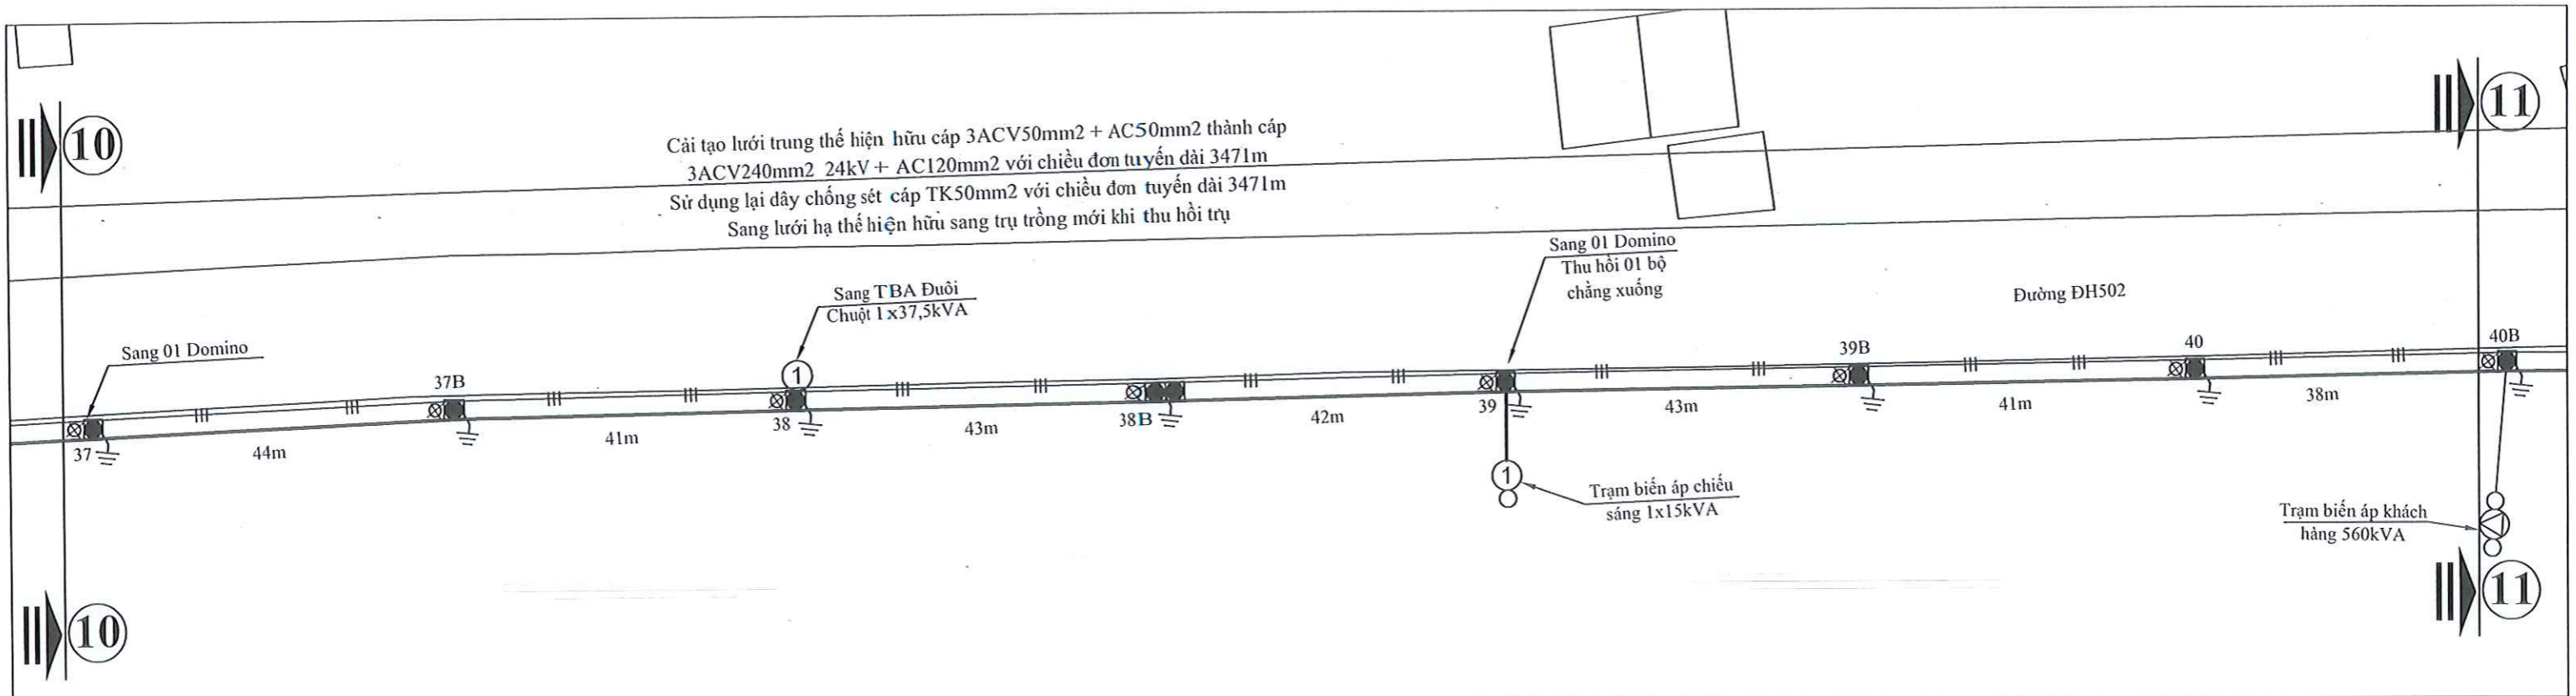 10
11
Cải tạo lưới trung thế hiện hữu cáp 3ACV50mm2 + AC50mm2 thành cáp
3ACV240mm2 24kV + AC120mm2 với chiều đơn tuyến dài 3471m
Sử dụng lại dây chống sét cáp TK50mm2 với chiều đơn tuyến dài 3471m
Sang lưới hạ thế hiện hữu sang trụ trồng mới khi thu hồi trụ
Sang 01 Domino
Thu hồi 01 bộ
chằng xuống
Sang TBA Đuôi
Chuột 1x37,5kVA
Đường ĐH502
Sang 01 Domino
37
44m
37B
41m
1
38
43m
38B
42m
39
43m
39B
41m
40
38m
40B
1
Trạm biến áp chiếu
sáng 1x15kVA
Trạm biến áp khách
hàng 560kVA
10
11